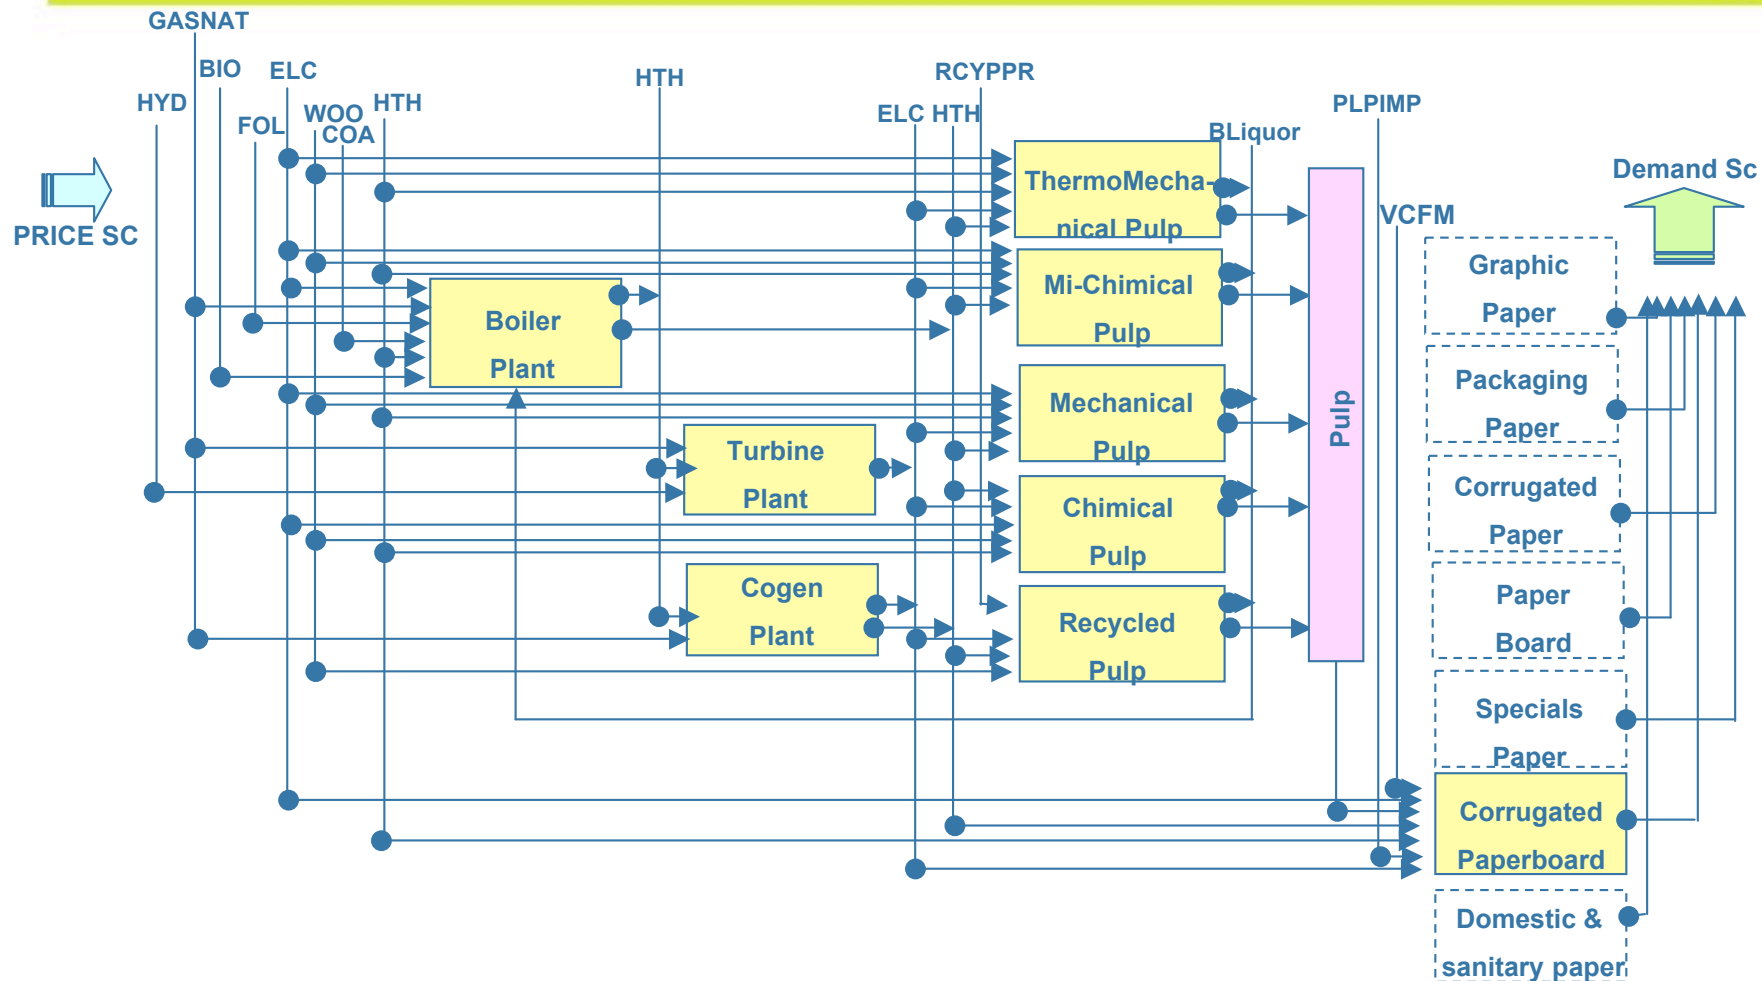 GASNAT
BIO
ELC
HTH
RCYPPR
HYD
WOO
HTH
FOL
COA
ELC
HTH
PLPIMP
BLiquor
PRICE SC
Demand Sc
VCFM
ThermoMecha-
nical Pulp
Mi-Chimical
Pulp
Boiler
Plant
Mechanical
Pulp
Turbine
Plant
Chimical
Pulp
Cogen
Plant
Recycled
Pulp
Pulp
Graphic
Paper
Packaging
Paper
Corrugated
Paper
Paper
Board
Specials
Paper
Corrugated
Paperboard
Domestic &
sanitary paper